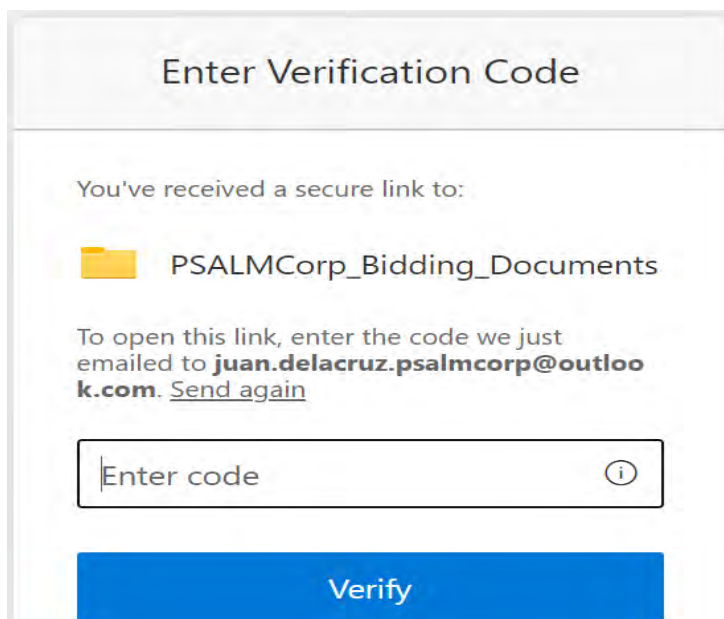 Enter Verification Code
You've received a secure link to:
PSALMCorp_Bidding_Documents
To open this link, enter the code we just
emailed to juan.delacruz.psalmcorp@outloo
k.com. Send again
Enter code
Verify